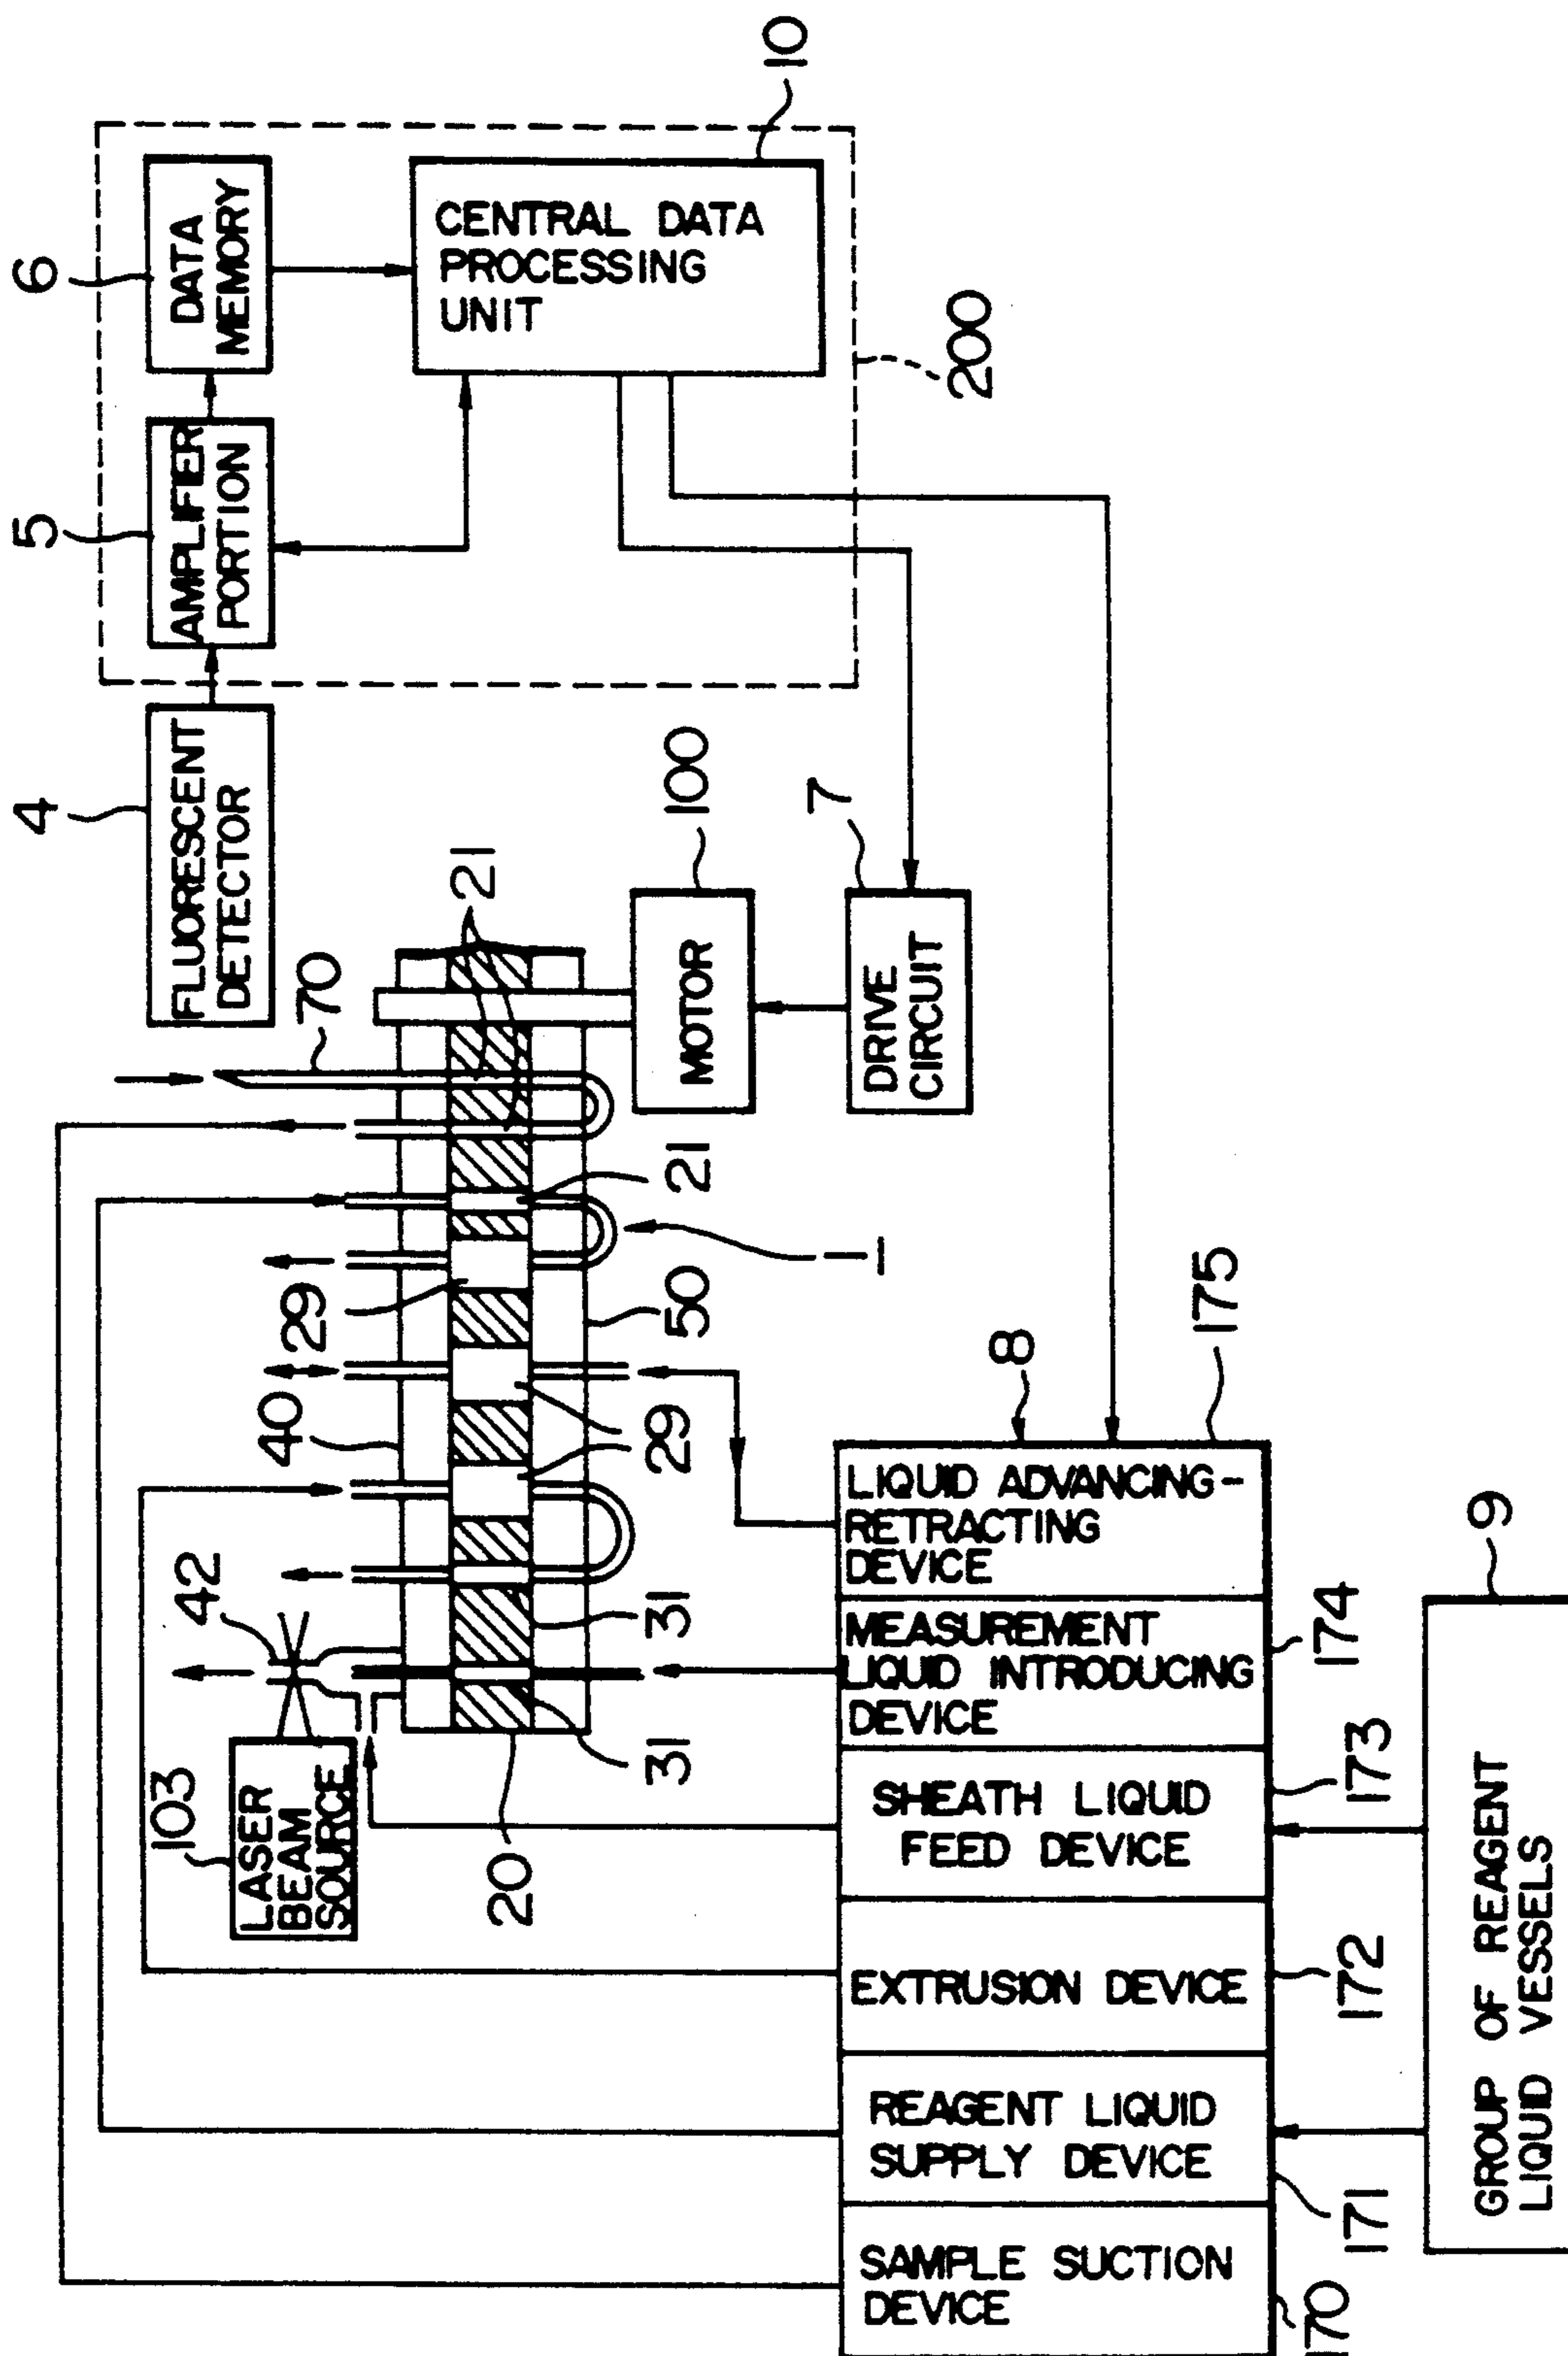 4
FLUORESCENT
DETECTOR
5
AMPLIFIER
PORTION
6
DATA
MEMORY
10
CENTRAL DATA
PROCESSING
UNIT
200
70
21
100
MOTOR
7
DRIVE
CIRCUIT
21
1
29
50
40
29
42
31
31
103
LASER
BEAM
SOURCE
20
8
175
LIQUID ADVANCING-
RETRACTING
DEVICE
174
MEASUREMENT
LIQUID INTRODUCING
DEVICE
173
SHEATH LIQUID
FEED DEVICE
172
EXTRUSION DEVICE
171
REAGENT LIQUID
SUPPLY DEVICE
170
SAMPLE SUCTION
DEVICE
9
GROUP OF REAGENT
LIQUID VESSELS